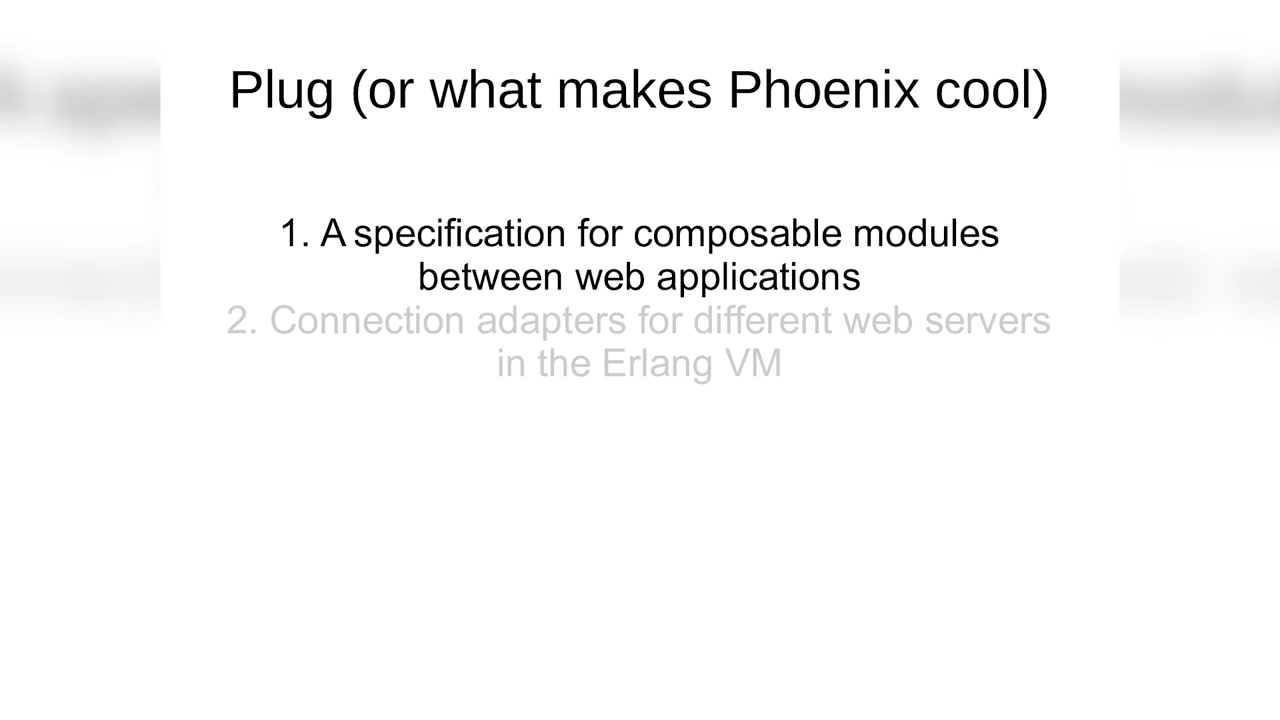 Plug (or what makes Phoenix cool)
1. A specification for composable modules
between web applications
2. Connection adapters for different web servers
in the Erlang VM